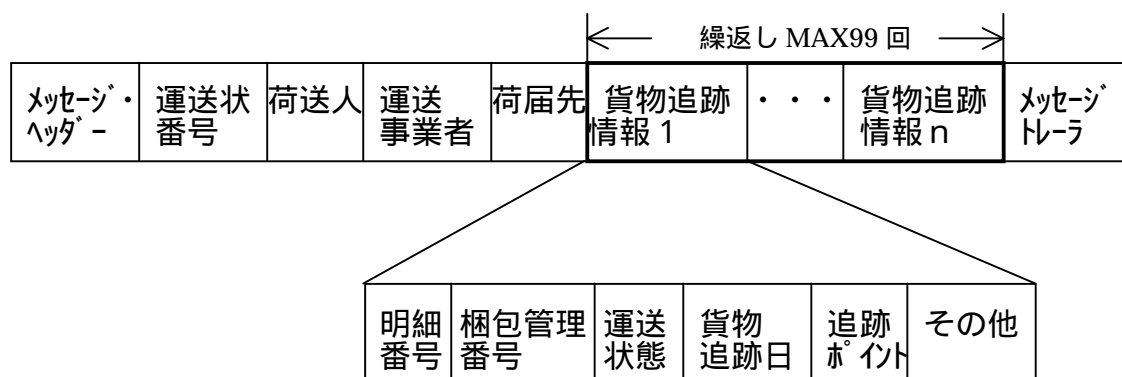 繰返し MAX99 回
ﾒｯｾｰｼﾞ・
ﾍｯﾀﾞｰ
運送状
番号
荷送人
運送
事業者
荷届先
貨物追跡
情報１
・・・
貨物追跡
情報ｎ
ﾒｯｾｰｼﾞ
ﾄﾚｰﾗ
明細
番号
梱包管理
番号
運送
状態
貨物
追跡日
追跡
ﾎﾟｲﾝﾄ
その他